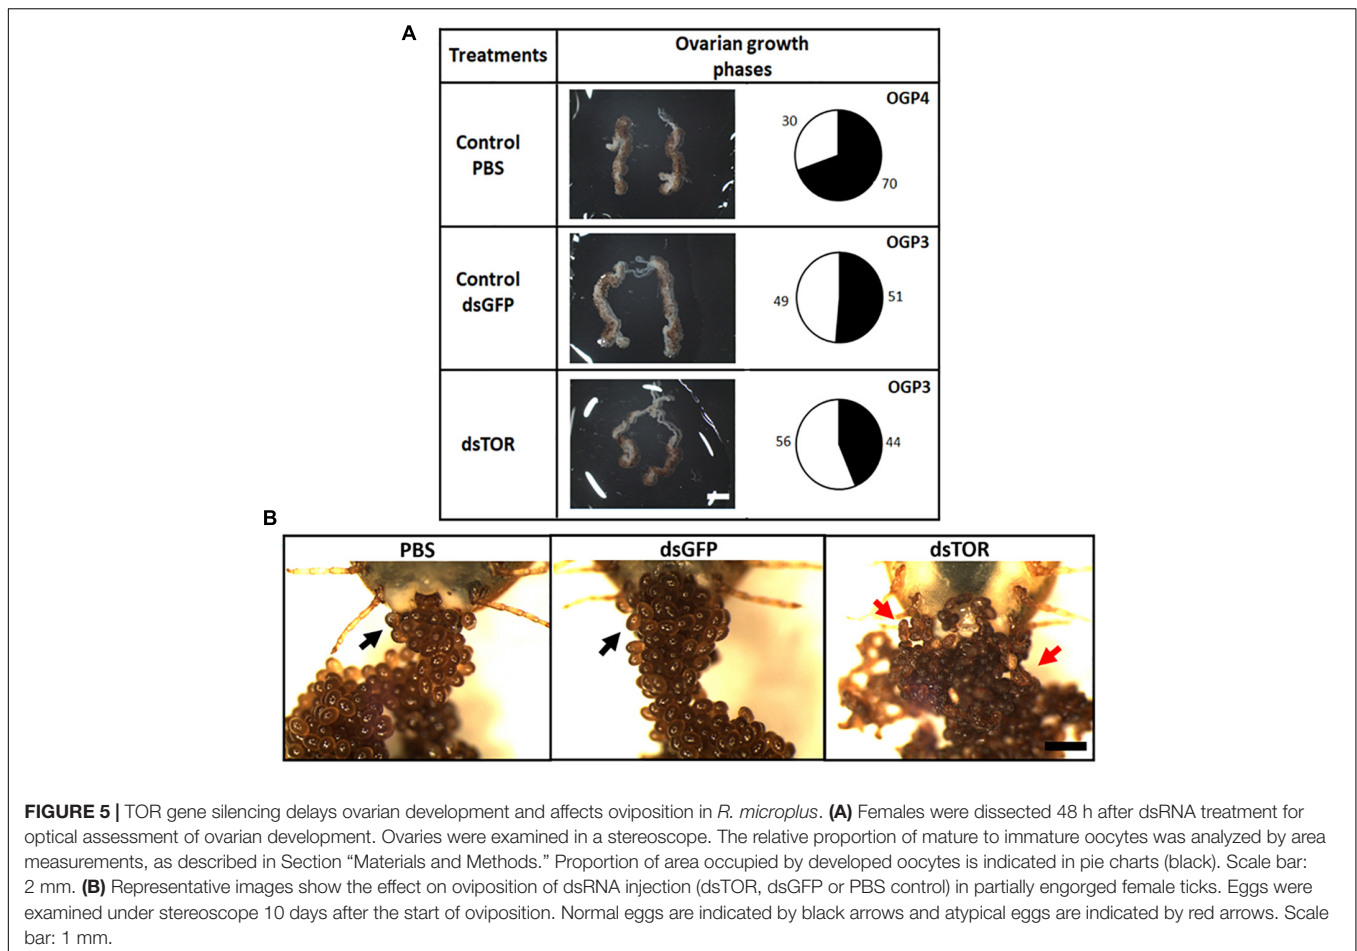 A
Treatments
Ovarian growth
phases
Control
PBS
OGP4
30
70
Control
dsGFP
OGP3
49
51
dsTOR
OGP3
56
44
B
PBS
dsGFP
dsTOR
FIGURE 5 | TOR gene silencing delays ovarian development and affects oviposition in R. microplus. (A) Females were dissected 48 h after dsRNA treatment for
optical assessment of ovarian development. Ovaries were examined in a stereoscope. The relative proportion of mature to immature oocytes was analyzed by area
measurements, as described in Section “Materials and Methods.” Proportion of area occupied by developed oocytes is indicated in pie charts (black). Scale bar:
2 mm. (B) Representative images show the effect on oviposition of dsRNA injection (dsTOR, dsGFP or PBS control) in partially engorged female ticks. Eggs were
examined under stereoscope 10 days after the start of oviposition. Normal eggs are indicated by black arrows and atypical eggs are indicated by red arrows. Scale
bar: 1 mm.